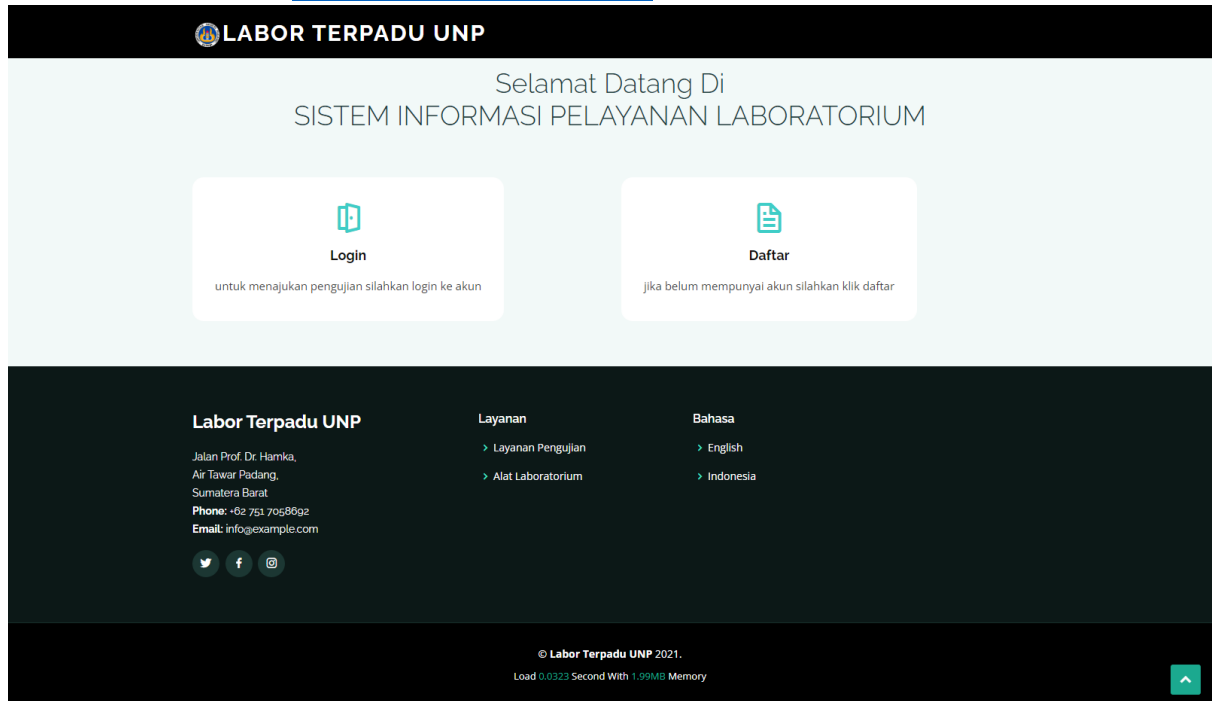 LABOR TERPADU UNP
Selamat Datang Di
SISTEM INFORMASI PELAYANAN LABORATORIUM
Login
untuk menajukan pengujian silahkan login ke akun
Daftar
jika belum mempunyai akun silahkan klik daftar
Labor Terpadu UNP
Jalan Prof. Dr. Hamka,
Air Tawar Padang,
Sumatera Barat
Phone: +62 751 7058692
Email: info@example.com
Layanan
Layanan Pengujian
Alat Laboratorium
Bahasa
English
Indonesia
© Labor Terpadu UNP 2021.
Load 0.0323 Second With 1.99MB Memory